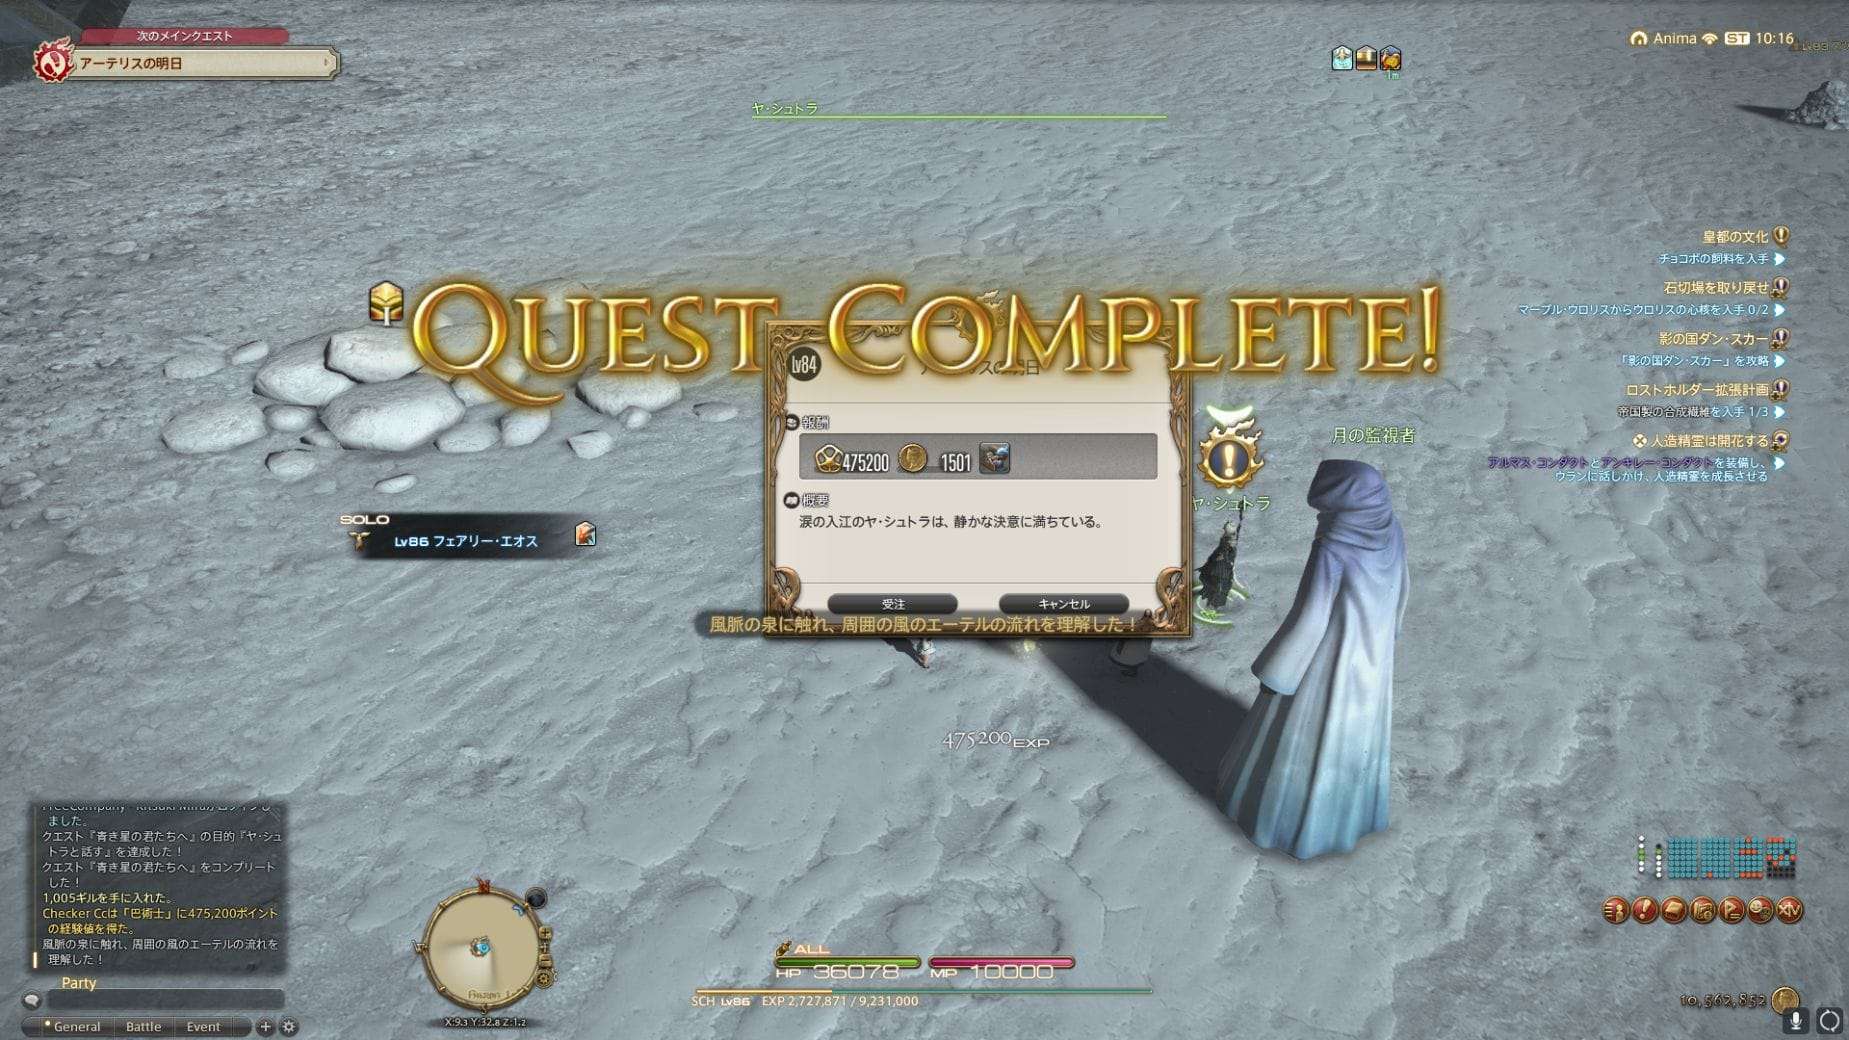 次のメインクエスト
アーテリスの明日
Anima ST 10:16
ヤ・シュトラ
皇都の文化
チョコボの飼料を入手
石切場を取り戻せ
マーブル・ウロリスからウロリスの心核を入手 0/2
影の国ダン・スカー
「影の国ダン・スカー」を攻略
ロストホルダー拡張計画
帝国製の合成繊維を入手 1/3
人造精霊は開花する
アルマス・コンダクトとアンキレー・コンダクトを装備し、
ウランに話しかけ、人造精霊を成長させる
QUEST COMPLETE!
Lv84
報酬
475200 1501
概要
涙の入江のヤ・シュトラは、静かな決意に満ちている。
受注 キャンセル
風脈の泉に触れ、周囲の風のエーテルの流れを理解した！
月の監視者
ヤ・シュトラ
SOLO
Lv86 フェアリー・エオス
475200EXP
ました。
クエスト『青き星の君たちへ』の目的『ヤ・シュ
トラと話す』を達成した！
クエスト『青き星の君たちへ』をコンプリート
した！
1,005ギルを手に入れた。
Checker Ccは「巴術士」に475,200ポイント
の経験値を得た。
風脈の泉に触れ、周囲の風のエーテルの流れを
理解した！
Party
General Battle Event
X:9.3 Y:32.8 Z:1.2
ALL
HP 36078 MP 10000
SCH Lv86 EXP 2,727,871 / 9,231,000
10,562,852
XIV